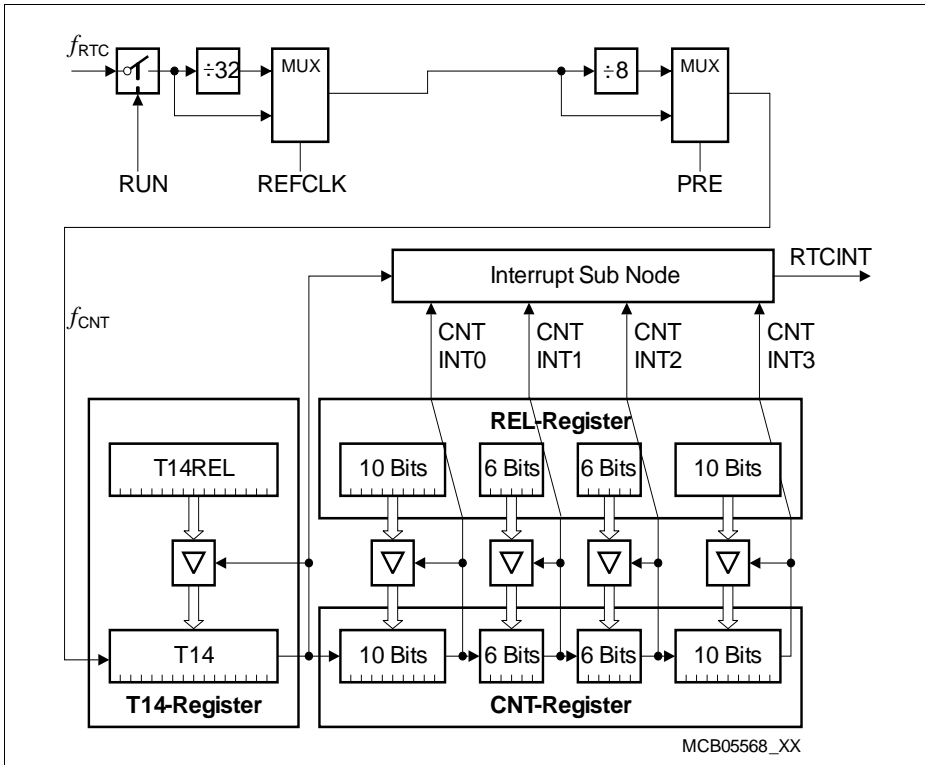 fRTC
÷32
MUX
÷8
MUX
RUN
REFCLK
PRE
RTCINT
Interrupt Sub Node
fCNT
CNT INT0
CNT INT1
CNT INT2
CNT INT3
REL-Register
T14REL
10 Bits
6 Bits
6 Bits
10 Bits
T14
10 Bits
6 Bits
6 Bits
10 Bits
T14-Register
CNT-Register
MCB05568_XX